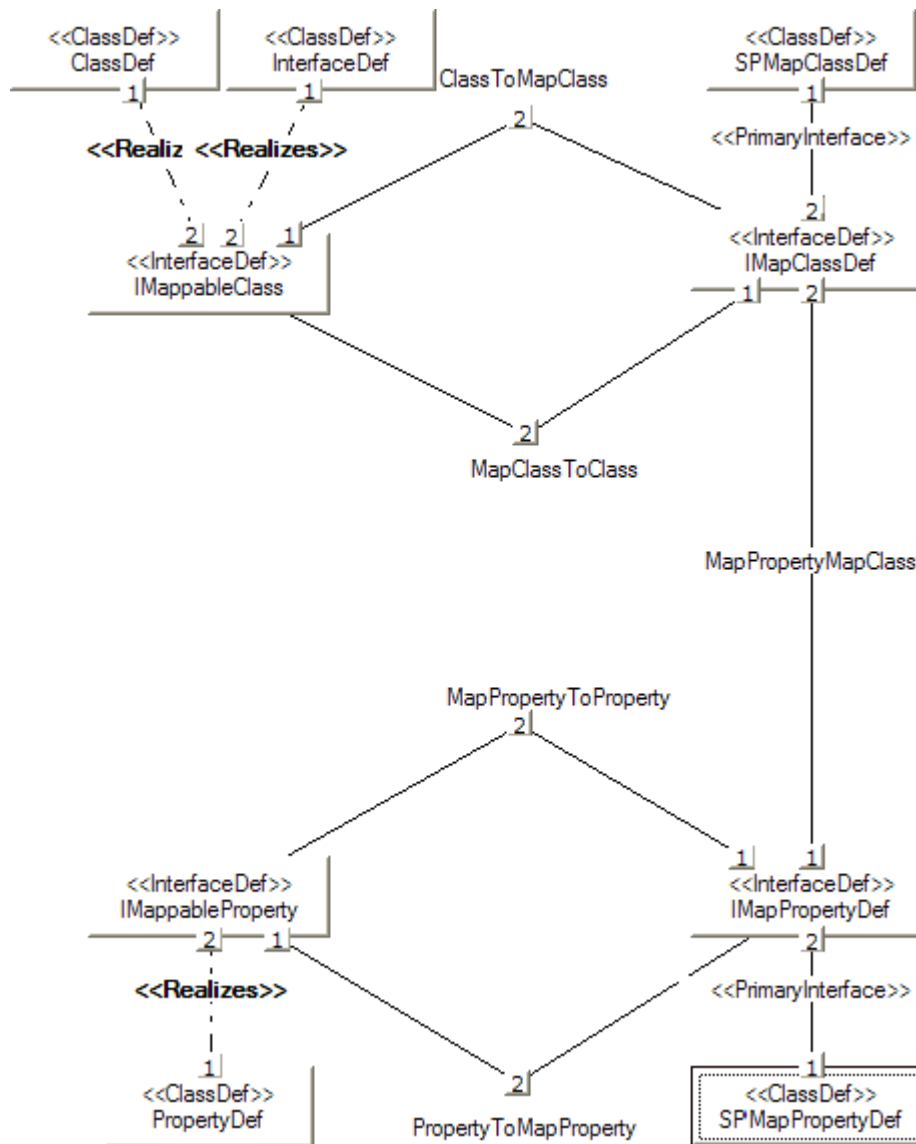 <<ClassDef>>
ClassDef
1
<<ClassDef>>
InterfaceDef
1
<<ClassDef>>
SPMapClassDef
1
ClassToMapClass
2
<<Realiz
<<Realizes>>
<<PrimaryInterface>>
2
2
1
2
<<InterfaceDef>>
IMappableClass
<<InterfaceDef>>
IMapClassDef
1
2
2
MapClassToClass
MapPropertyMapClass
MapPropertyToProperty
2
1
1
<<InterfaceDef>>
IMappableProperty
<<InterfaceDef>>
IMapPropertyDef
2
1
2
<<Realizes>>
<<PrimaryInterface>>
1
2
1
<<ClassDef>>
PropertyDef
PropertyToMapProperty
<<ClassDef>>
SPMapPropertyDef